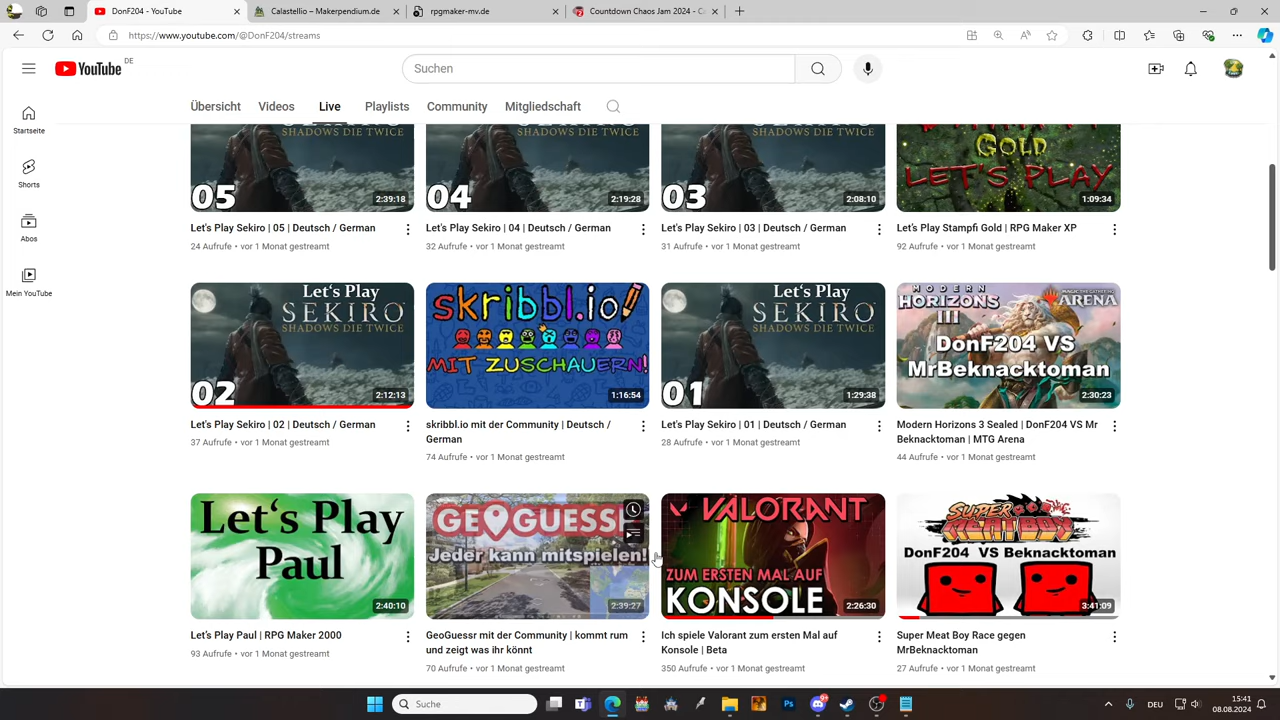 DonF204 - YouTube
DonF204 - Streams - Twitch
Calastellio - Makerpendium.de
rpgmaker-mv.de
Countdown Chaos Jam 2024 - C
https://www.youtube.com/@DonF204/streams
YouTube DE
Suchen
Übersicht
Videos
Live
Playlists
Community
Mitgliedschaft
Startseite
Shorts
Abos
Mein YouTube
05
2:39:18
04
2:19:28
03
2:08:10
GOLD
LET'S PLAY
1:09:34
Let's Play Sekiro | 05 | Deutsch / German
24 Aufrufe • vor 1 Monat gestreamt
Let's Play Sekiro | 04 | Deutsch / German
32 Aufrufe • vor 1 Monat gestreamt
Let's Play Sekiro | 03 | Deutsch / German
31 Aufrufe • vor 1 Monat gestreamt
Let's Play Stampfi Gold | RPG Maker XP
92 Aufrufe • vor 1 Monat gestreamt
Let's Play
SEKIRO
SHADOWS DIE TWICE
02
2:12:13
skribbl.io!
MIT ZUSCHAUERN!
1:16:54
Let's Play
SEKIRO
SHADOWS DIE TWICE
01
1:29:38
MODERN
HORIZONS
III
ARENA
DonF204 VS
MrBeknacktoman
2:30:23
Let's Play Sekiro | 02 | Deutsch / German
37 Aufrufe • vor 1 Monat gestreamt
skribbl.io mit der Community | Deutsch /
German
74 Aufrufe • vor 1 Monat gestreamt
Let's Play Sekiro | 01 | Deutsch / German
28 Aufrufe • vor 1 Monat gestreamt
Modern Horizons 3 Sealed | DonF204 VS Mr
Beknacktoman | MTG Arena
44 Aufrufe • vor 1 Monat gestreamt
Let's Play
Paul
2:40:10
GEOGUESSR
Jeder kann mitspielen!
2:39:27
VALORANT
ZUM ERSTEN MAL AUF
KONSOLE
2:26:30
SUPER
MEAT BOY
DonF204 VS Beknacktoman
3:41:09
Let's Play Paul | RPG Maker 2000
93 Aufrufe • vor 1 Monat gestreamt
GeoGuessr mit der Community | kommt rum
und zeigt was ihr könnt
70 Aufrufe • vor 1 Monat gestreamt
Ich spiele Valorant zum ersten Mal auf
Konsole | Beta
350 Aufrufe • vor 1 Monat gestreamt
Super Meat Boy Race gegen
MrBeknacktoman
27 Aufrufe • vor 1 Monat gestreamt
Suche
DEU
15:41
08.08.2024